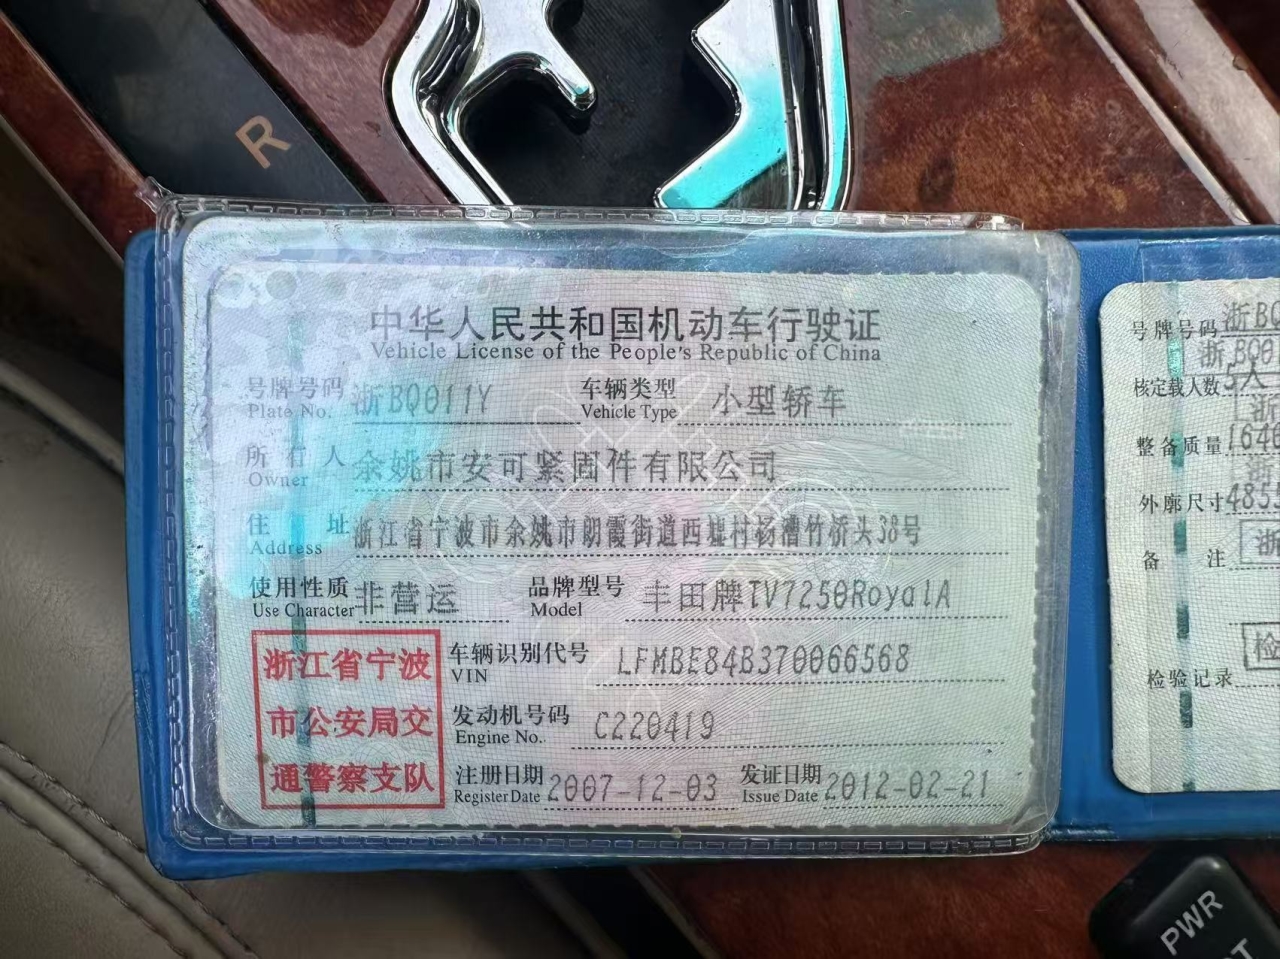 R
中华人民共和国机动车行驶证
Vehicle License of the People's Republic of China
号牌号码 浙BQ011Y 车辆类型 小型轿车
Plate No. Vehicle Type
所有人 余姚市安可紧固件有限公司
Owner
住址 浙江省宁波市余姚市朗霞街道西墟村杨漕竹桥头38号
Address
使用性质 非营运 品牌型号 丰田牌TV7250RoyalA
Use Character Model
浙江省宁波
市公安局交
通警察支队
车辆识别代号 LFMBE84B370066568
VIN
发动机号码 C220419
Engine No.
注册日期 2007-12-03 发证日期 2012-02-21
Register Date Issue Date
号牌号码 浙BQ
浙BQ0
核定载人数 5人
浙
整备质量 164
外廓尺寸 485
浙
备注
检
检验记录
PWR